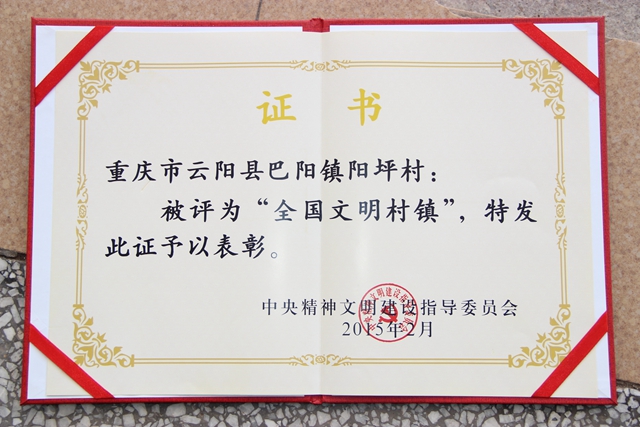 证书
重庆市云阳县巴阳镇阳坪村：
被评为“全国文明村镇”，特发
此证予以表彰。
中央精神文明建设指导委员会
2015年2月